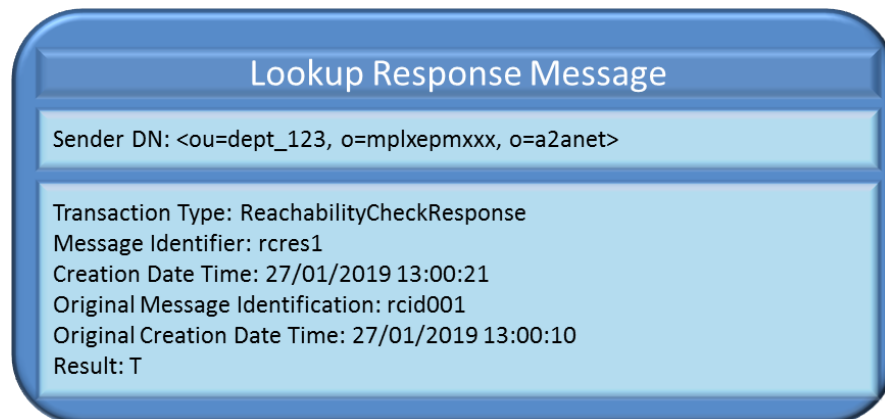 Lookup Response Message
Sender DN: <ou=dept_123, o=mplxepmxxx, o=a2anet>
Transaction Type: ReachabilityCheckResponse
Message Identifier: rcres1
Creation Date Time: 27/01/2019 13:00:21
Original Message Identification: rcid001
Original Creation Date Time: 27/01/2019 13:00:10
Result: T